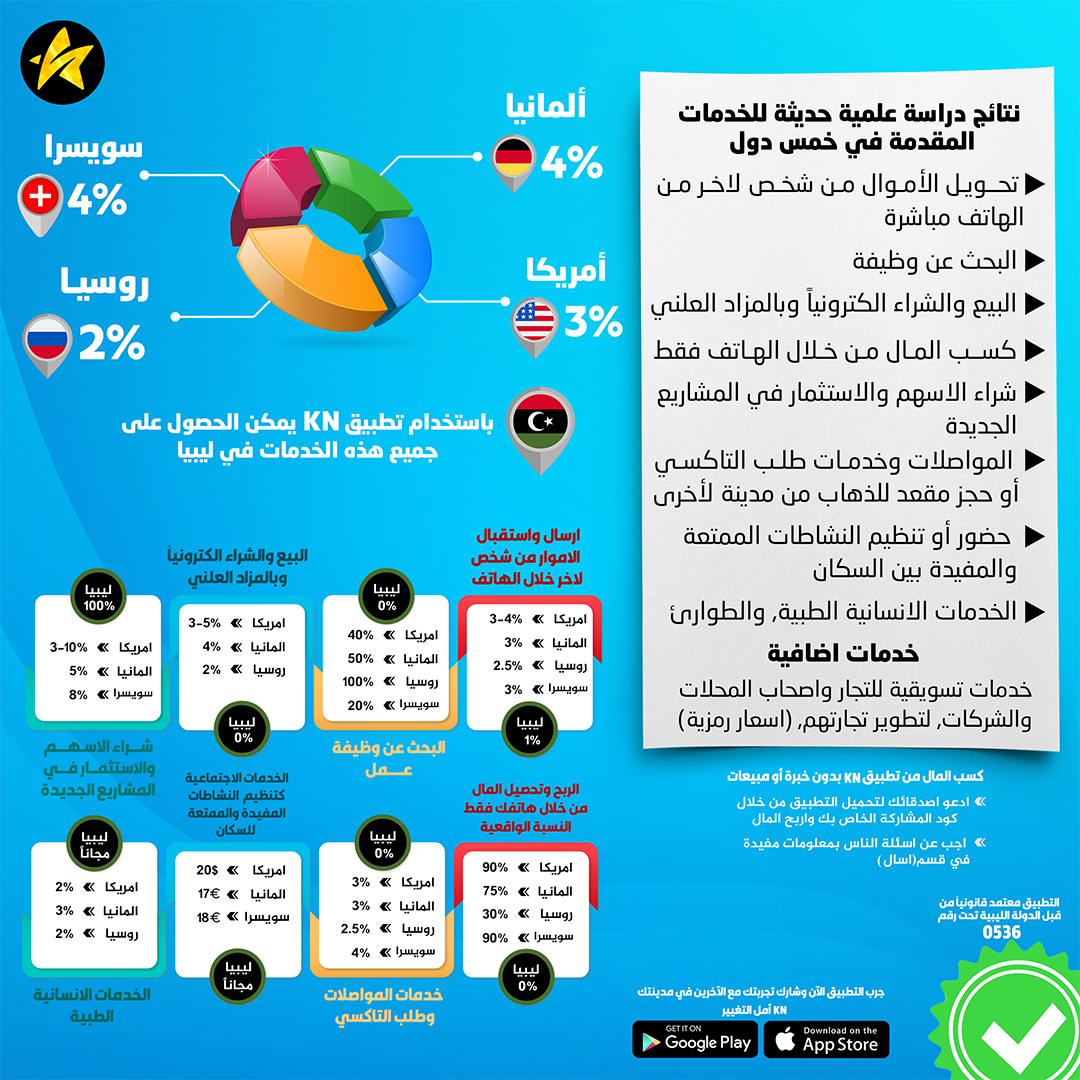 نتائج دراسة علمية حديثة للخدمات
المقدمة في خمس دول
تحويل الأموال من شخص لاخر من
الهاتف مباشرة
البحث عن وظيفة
البيع والشراء الكترونياً وبالمزاد العلني
كسب المال من خلال الهاتف فقط
شراء الاسهم والاستثمار في المشاريع
الجديدة
المواصلات وخدمات طلب التاكسي
أو حجز مقعد للذهاب من مدينة لأخرى
حضور أو تنظيم النشاطات الممتعة
والمفيدة بين السكان
الخدمات الانسانية الطبية, والطوارئ
خدمات اضافية
خدمات تسويقية للتجار واصحاب المحلات
والشركات, لتطوير تجارتهم, (اسعار رمزية)
ألمانيا
4%
سويسرا
4%
أمريكا
3%
روسيا
2%
باستخدام تطبيق KN يمكن الحصول على
جميع هذه الخدمات في ليبيا
ارسال واستقبال
الاموار من شخص
لاخر خلال الهاتف
امريكا » 3-4%
المانيا » 3%
روسيا » 2.5%
سويسرا » 3%
ليبيا
1%
ليبيا
0%
امريكا » 40%
المانيا » 50%
روسيا » 100%
سويسرا » 20%
البحث عن وظيفة
عمل
البيع والشراء الكترونياً
وبالمزاد العلني
امريكا » 3-5%
المانيا » 4%
روسيا » 2%
ليبيا
0%
ليبيا
100%
امريكا » 3-10%
المانيا » 5%
سويسرا » 8%
شراء الاسهم
والاستثمار في
المشاريع الجديدة
الربح وتحصيل المال
من خلال هاتفك فقط
النسبة الواقعية
امريكا » 90%
المانيا » 75%
روسيا » 30%
سويسرا » 90%
ليبيا
0%
ليبيا
0%
امريكا » 3%
المانيا » 3%
روسيا » 2.5%
سويسرا » 4%
خدمات المواصلات
وطلب التاكسي
الخدمات الاجتماعية
كتنظيم النشاطات
المفيدة والممتعة
للسكان
امريكا » 20$
المانيا » 17€
سويسرا » 18€
ليبيا
مجاناً
ليبيا
مجاناً
امريكا » 2%
المانيا » 3%
روسيا » 2%
الخدمات الانسانية
الطبية
كسب المال من تطبيق KN بدون خبرة أو مبيعات
» ادعو اصدقائك لتحميل التطبيق من خلال
كود المشاركة الخاص بك واربح المال
» اجب عن اسئلة الناس بمعلومات مفيدة
في قسم(اسال)
التطبيق معتمد قانونياً من
قبل الدولة الليبية تحت رقم
0536
جرب التطبيق الآن وشارك تجربتك مع الآخرين في مدينتك
KN أمل التغيير
GET IT ON
Google Play
Download on the
App Store